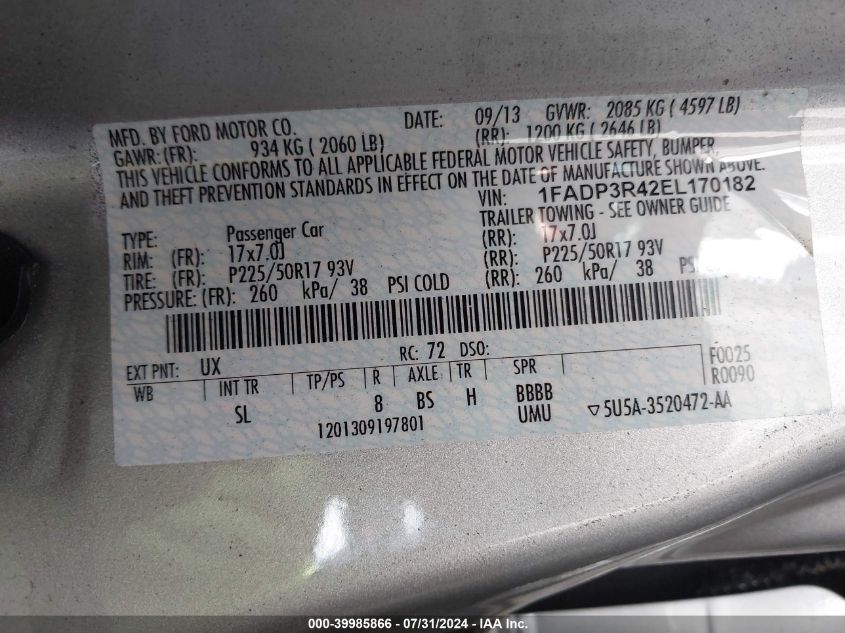 MFD. BY FORD MOTOR CO. DATE: 09/13 GVWR: 2085 KG ( 4597 LB)
GAWR: (FR): 934 KG ( 2060 LB) (RR): 1200 KG ( 2646 LB)
THIS VEHICLE CONFORMS TO ALL APPLICABLE FEDERAL MOTOR VEHICLE SAFETY, BUMPER,
AND THEFT PREVENTION STANDARDS IN EFFECT ON THE DATE OF MANUFACTURE SHOWN ABOVE.
VIN: 1FADP3R42EL170182
TYPE: Passenger Car TRAILER TOWING - SEE OWNER GUIDE
RIM: (FR): 17x7.0J (RR): 17x7.0J
TIRE: (FR): P225/50R17 93V (RR): P225/50R17 93V
PRESSURE: (FR): 260 kPa/ 38 PSI COLD (RR): 260 kPa/ 38
EXT PNT: UX RC: 72 DSO: F0025
WB INT TR TP/PS R AXLE TR SPR R0090
SL 8 BS H BBBB
1201309197801 UMU ▽5U5A-3520472-AA
000-39985866 / 07/31/2024 - IAA Inc.